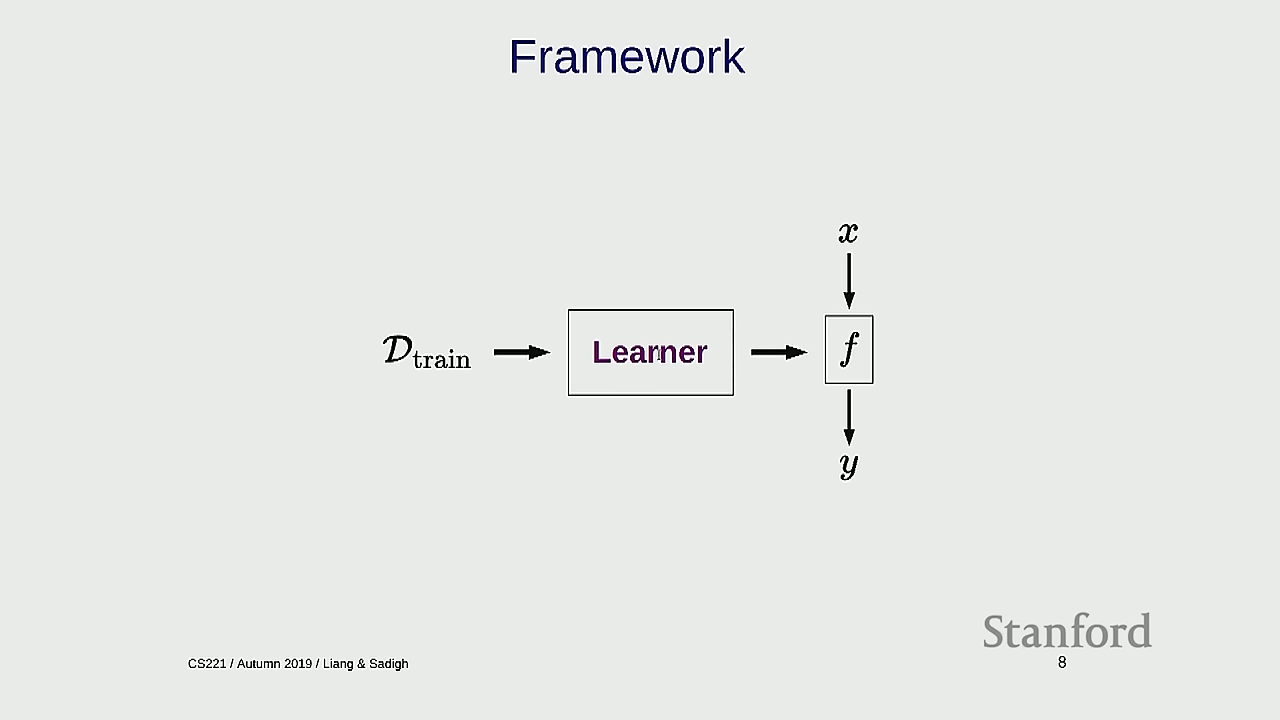 Framework
x
𝒟train
Learner
f
y
Stanford
CS221 / Autumn 2019 / Liang & Sadigh
8